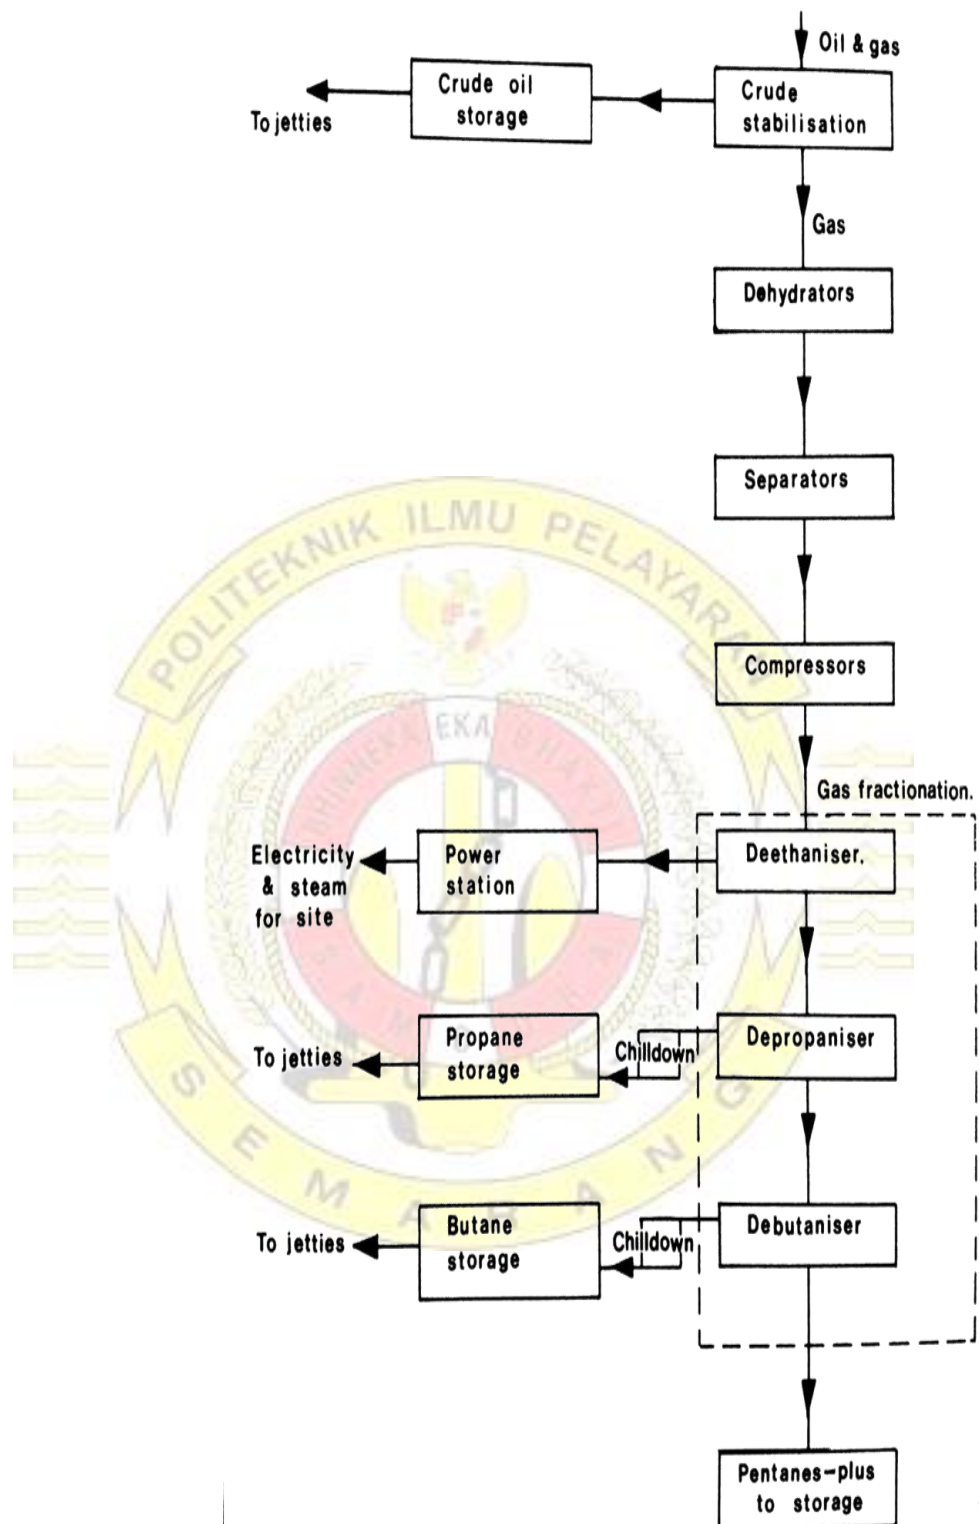 Oil & gas
Crude oil
storage
Crude
stabilisation
To jetties
Gas
Dehydrators
Separators
POLITEKNIK ILMU PELAYARAN
Compressors
EKA
Gas fractionation.
Electricity
& steam
for site
Power
station
Deethaniser.
To jetties
Propane
storage
Chilldown
Depropaniser
To jetties
Butane
storage
Chilldown
Debutaniser
SEMARANG
Pentanes-plus
to storage